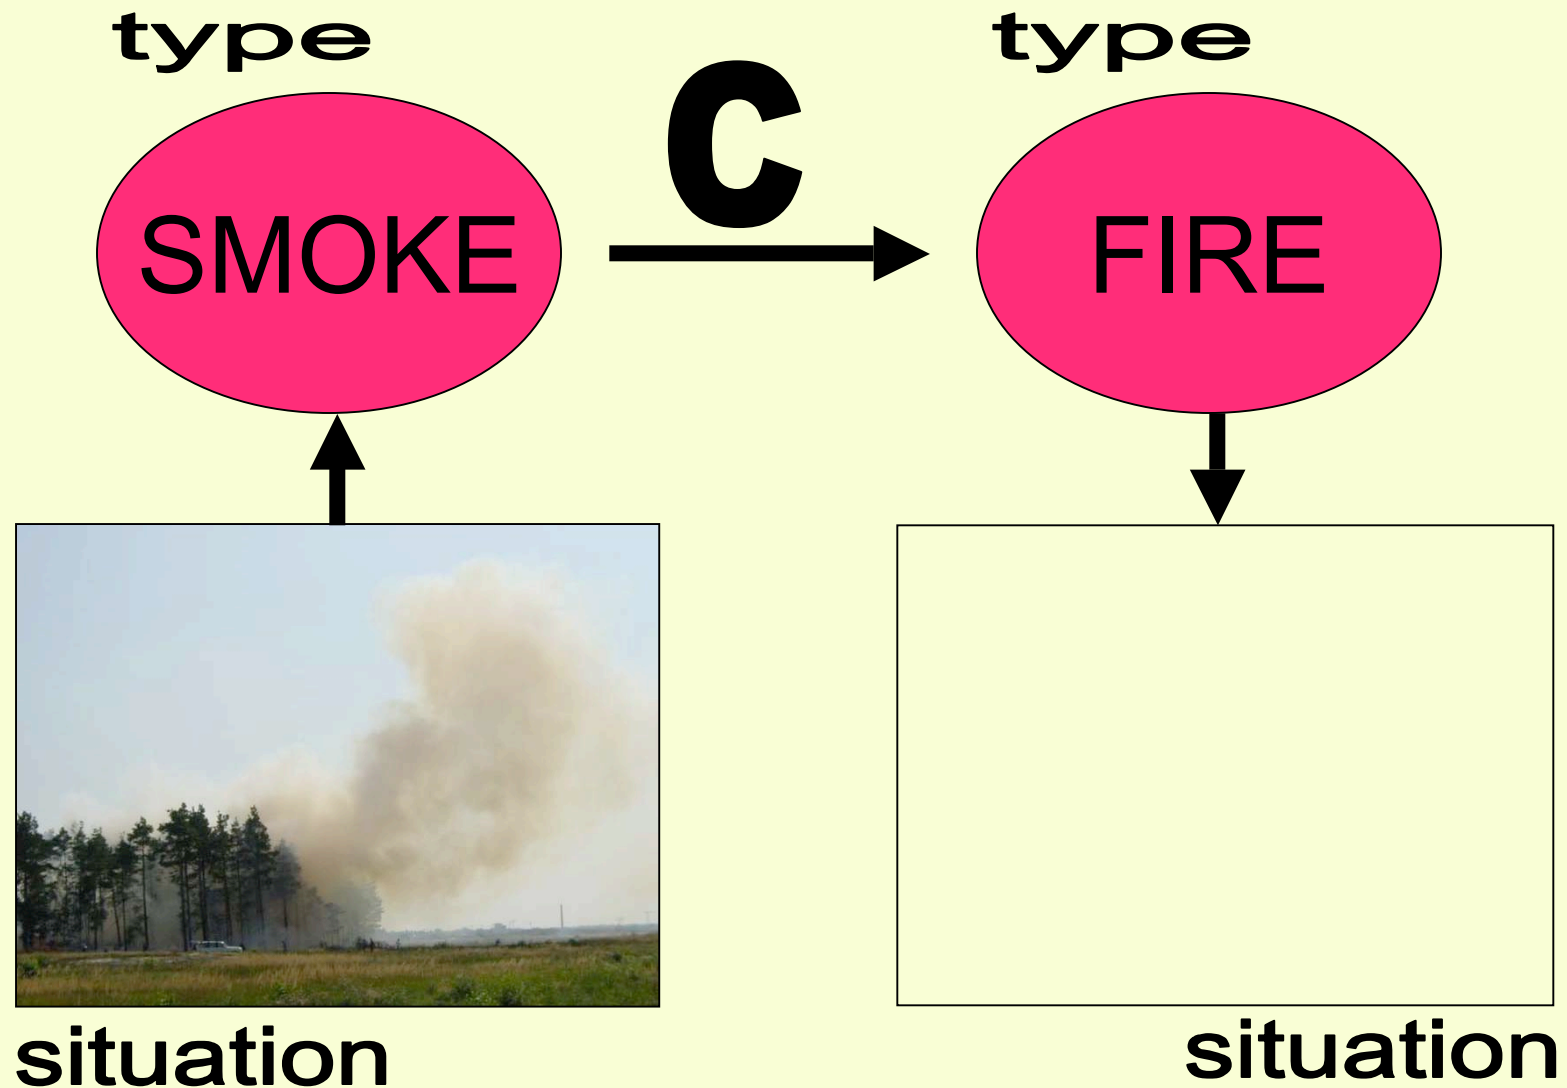 type
type
C
SMOKE
FIRE
situation
situation